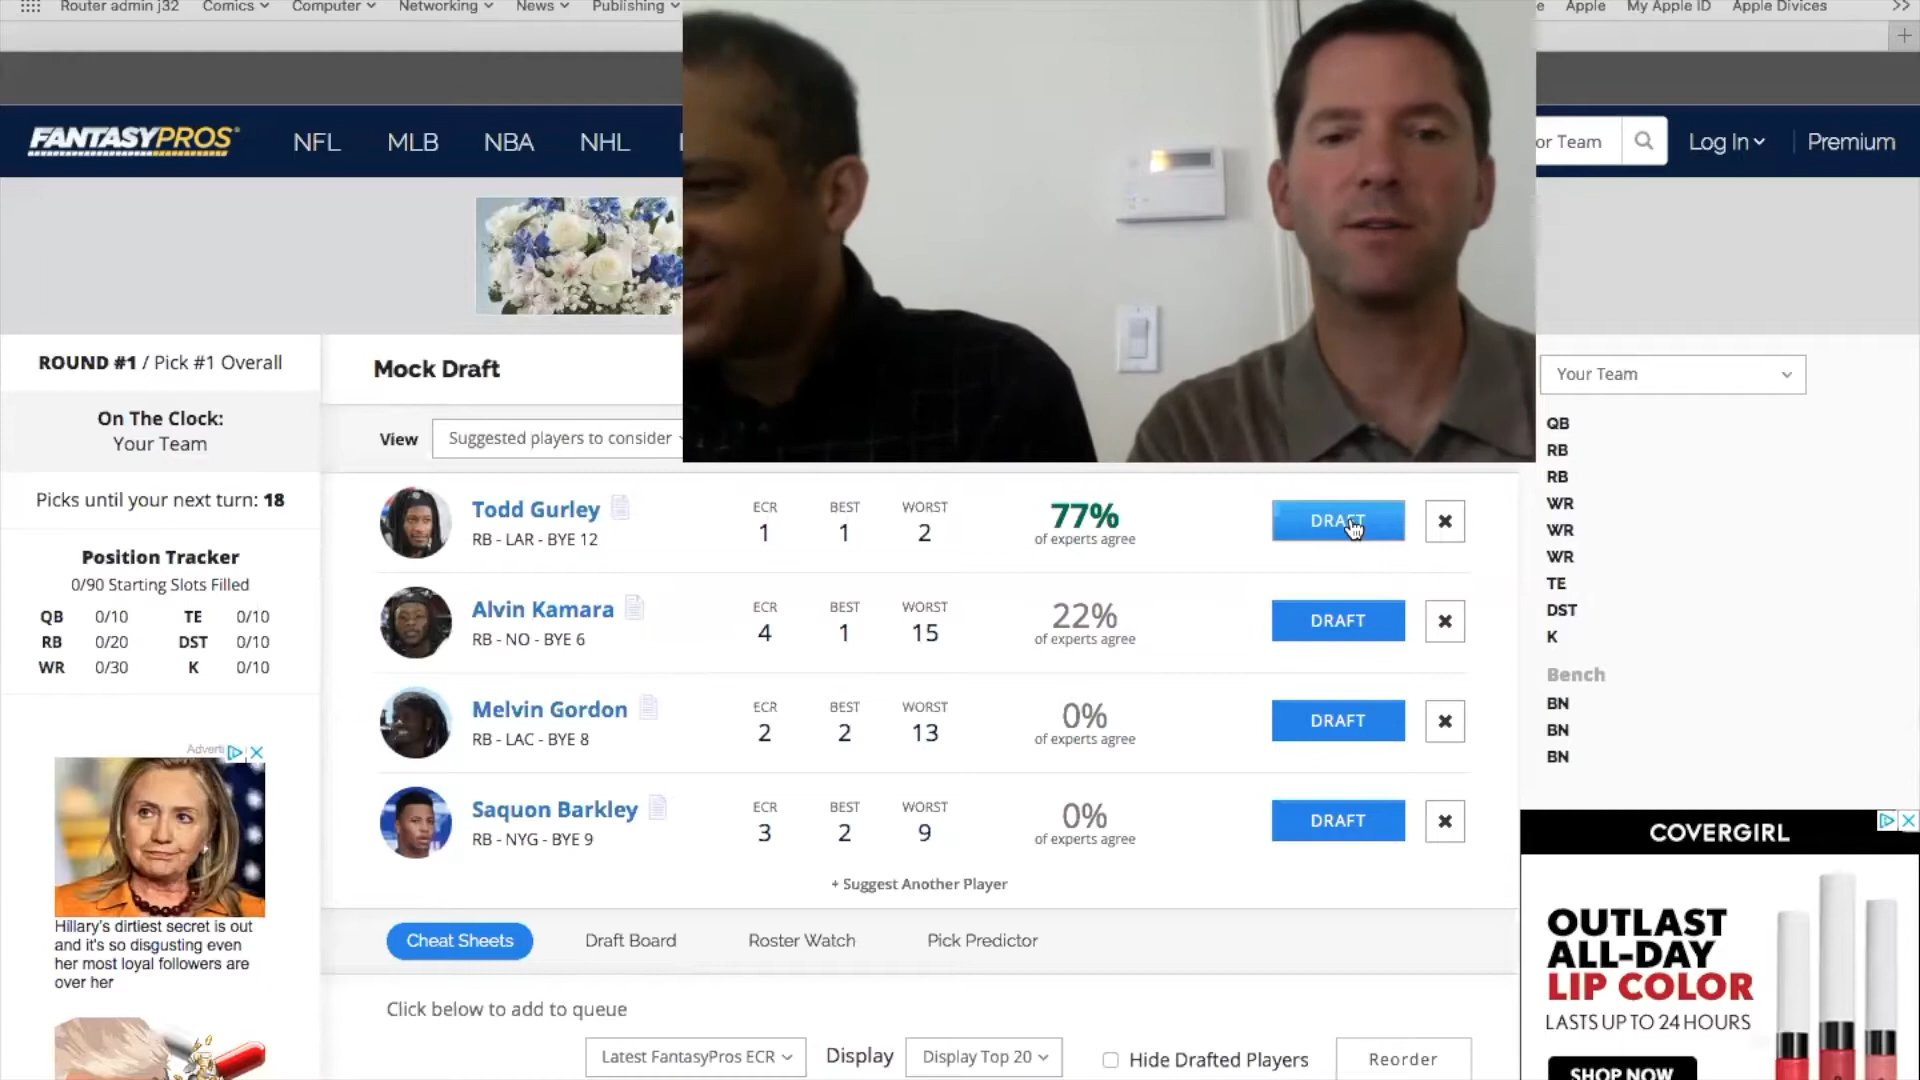 Router admin j32 Comics Computer Networking News Publishing Apple My Apple ID Apple Divices
FANTASYPROS NFL MLB NBA NHL or Team Log In Premium
ROUND #1 / Pick #1 Overall
On The Clock:
Your Team
Picks until your next turn: 18
Position Tracker
0/90 Starting Slots Filled
QB 0/10 TE 0/10
RB 0/20 DST 0/10
WR 0/30 K 0/10
Adverti
Hillary's dirtiest secret is out
and it's so disgusting even
her most loyal followers are
over her
Mock Draft
View Suggested players to consider
Todd Gurley ECR BEST WORST 77% DRAFT
RB - LAR - BYE 12 1 1 2 of experts agree
Alvin Kamara ECR BEST WORST 22% DRAFT
RB - NO - BYE 6 4 1 15 of experts agree
Melvin Gordon ECR BEST WORST 0% DRAFT
RB - LAC - BYE 8 2 2 13 of experts agree
Saquon Barkley ECR BEST WORST 0% DRAFT
RB - NYG - BYE 9 3 2 9 of experts agree
+ Suggest Another Player
Cheat Sheets Draft Board Roster Watch Pick Predictor
Click below to add to queue
Latest FantasyPros ECR Display Display Top 20 Hide Drafted Players Reorder
Your Team
QB
RB
RB
WR
WR
WR
TE
DST
K
Bench
BN
BN
BN
COVERGIRL
OUTLAST
ALL-DAY
LIP COLOR
LASTS UP TO 24 HOURS
SHOP NOW